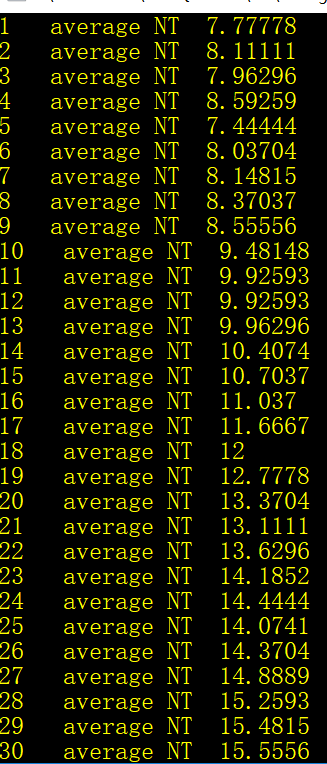 1 average NT 7.77778
2 average NT 8.11111
3 average NT 7.96296
4 average NT 8.59259
5 average NT 7.44444
6 average NT 8.03704
7 average NT 8.14815
8 average NT 8.37037
9 average NT 8.55556
10 average NT 9.48148
11 average NT 9.92593
12 average NT 9.92593
13 average NT 9.96296
14 average NT 10.4074
15 average NT 10.7037
16 average NT 11.037
17 average NT 11.6667
18 average NT 12
19 average NT 12.7778
20 average NT 13.3704
21 average NT 13.1111
22 average NT 13.6296
23 average NT 14.1852
24 average NT 14.4444
25 average NT 14.0741
26 average NT 14.3704
27 average NT 14.8889
28 average NT 15.2593
29 average NT 15.4815
30 average NT 15.5556